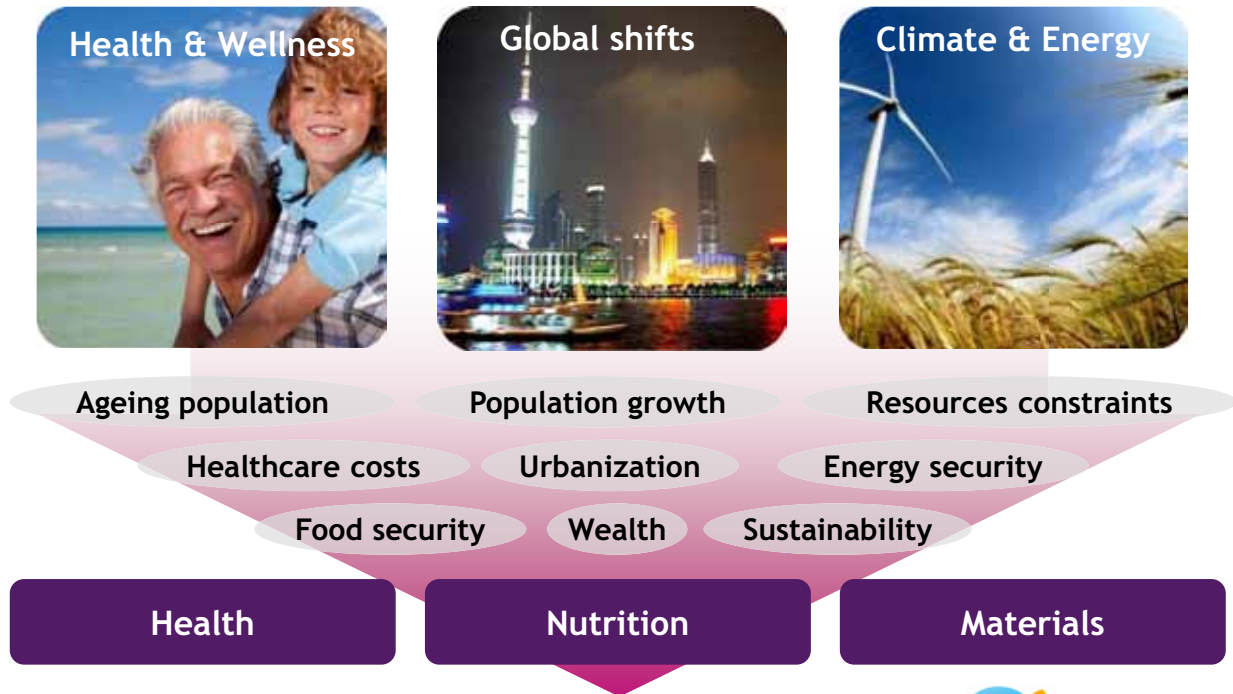 Health & Wellness
Global shifts
Climate & Energy
Ageing population
Population growth
Resources constraints
Healthcare costs
Urbanization
Energy security
Food security
Wealth
Sustainability
Health
Nutrition
Materials